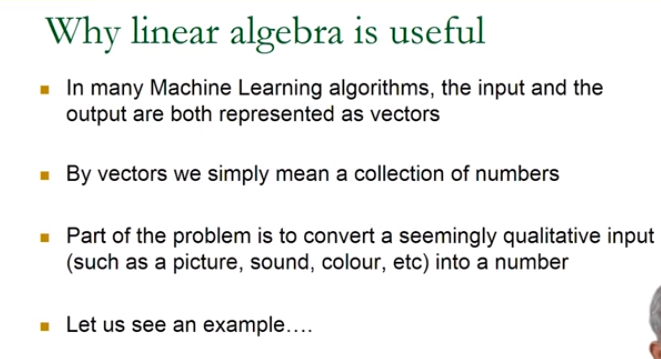 Why linear algebra is useful
In many Machine Learning algorithms, the input and the
output are both represented as vectors
By vectors we simply mean a collection of numbers
Part of the problem is to convert a seemingly qualitative input
(such as a picture, sound, colour, etc) into a number
Let us see an example….